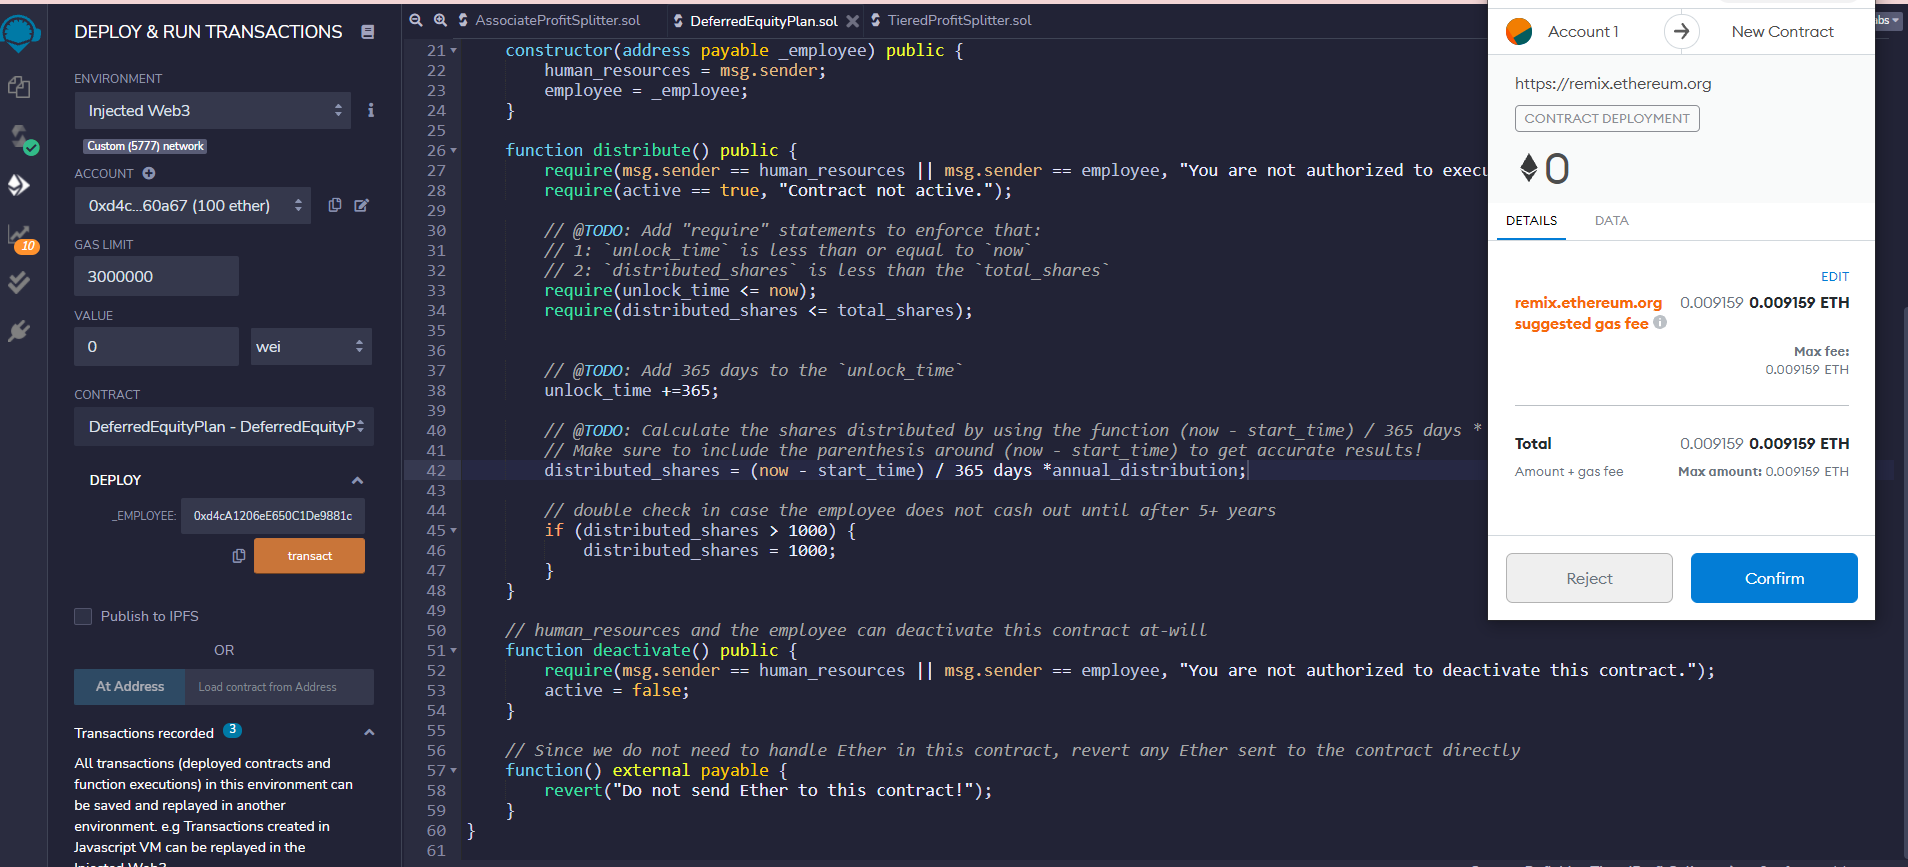 DEPLOY & RUN TRANSACTIONS
ENVIRONMENT
Injected Web3
Custom (5777) network
ACCOUNT
0xd4c...60a67 (100 ether)
GAS LIMIT
3000000
VALUE
0
wei
CONTRACT
DeferredEquityPlan - DeferredEquityP
DEPLOY
_EMPLOYEE:
0xd4cA1206eE650C1De9881c
transact
Publish to IPFS
OR
At Address
Load contract from Address
Transactions recorded 3
All transactions (deployed contracts and
function executions) in this environment can
be saved and replayed in another
environment. e.g Transactions created in
Javascript VM can be replayed in the
Injected Web3
10
AssociateProfitSplitter.sol
DeferredEquityPlan.sol
TieredProfitSplitter.sol
21 constructor(address payable _employee) public {
22 human_resources = msg.sender;
23 employee = _employee;
24 }
25
26 function distribute() public {
27 require(msg.sender == human_resources || msg.sender == employee, "You are not authorized to execu
28 require(active == true, "Contract not active.");
29
30 // @TODO: Add "require" statements to enforce that:
31 // 1: `unlock_time` is less than or equal to `now`
32 // 2: `distributed_shares` is less than the `total_shares`
33 require(unlock_time <= now);
34 require(distributed_shares <= total_shares);
35
36
37 // @TODO: Add 365 days to the `unlock_time`
38 unlock_time +=365;
39
40 // @TODO: Calculate the shares distributed by using the function (now - start_time) / 365 days *
41 // Make sure to include the parenthesis around (now - start_time) to get accurate results!
42 distributed_shares = (now - start_time) / 365 days *annual_distribution;
43
44 // double check in case the employee does not cash out until after 5+ years
45 if (distributed_shares > 1000) {
46 distributed_shares = 1000;
47 }
48 }
49
50 // human_resources and the employee can deactivate this contract at-will
51 function deactivate() public {
52 require(msg.sender == human_resources || msg.sender == employee, "You are not authorized to deactivate this contract.");
53 active = false;
54 }
55
56 // Since we do not need to handle Ether in this contract, revert any Ether sent to the contract directly
57 function() external payable {
58 revert("Do not send Ether to this contract!");
59 }
60 }
61
abs
Account 1
New Contract
https://remix.ethereum.org
CONTRACT DEPLOYMENT
0
DETAILS
DATA
EDIT
remix.ethereum.org 0.009159 0.009159 ETH
suggested gas fee
Max fee:
0.009159 ETH
Total 0.009159 0.009159 ETH
Amount + gas fee Max amount: 0.009159 ETH
Reject
Confirm